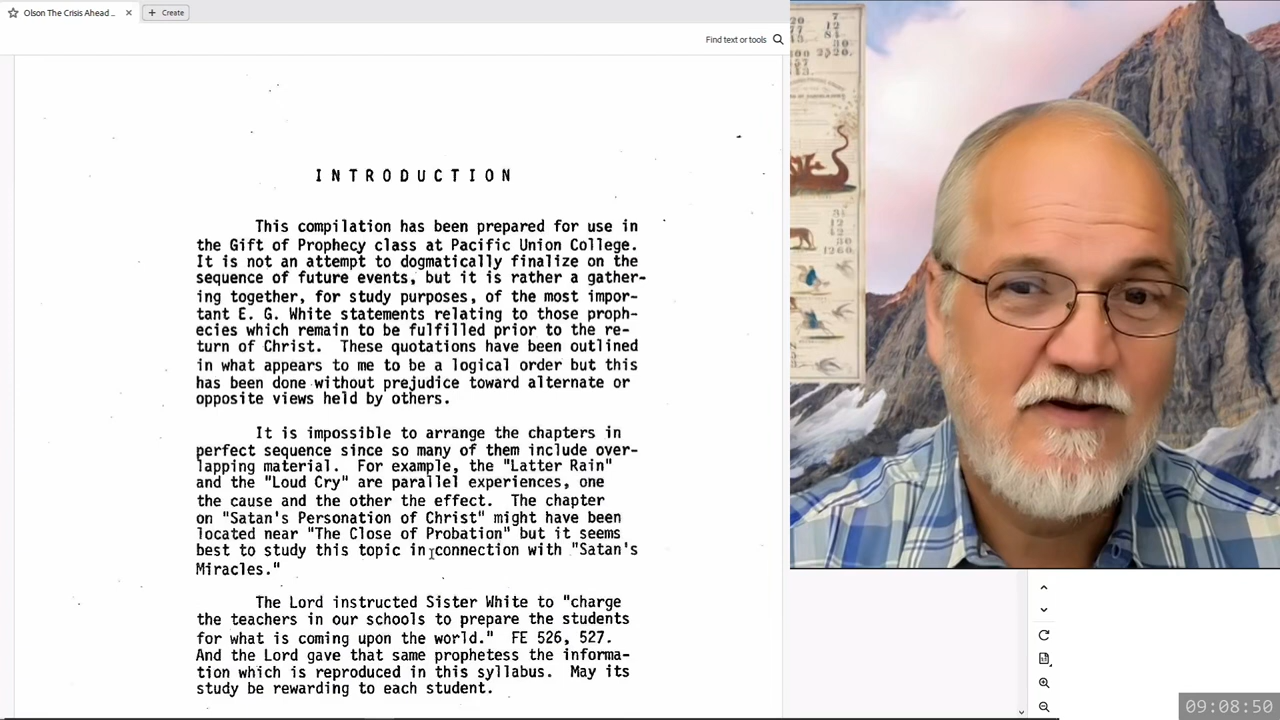 Olson The Crisis Ahead ..
Create
Find text or tools
INTRODUCTION
This compilation has been prepared for use in
the Gift of Prophecy class at Pacific Union College.
It is not an attempt to dogmatically finalize on the
sequence of future events, but it is rather a gather-
ing together, for study purposes, of the most impor-
tant E. G. White statements relating to those proph-
ecies which remain to be fulfilled prior to the re-
turn of Christ. These quotations have been outlined
in what appears to me to be a logical order but this
has been done without prejudice toward alternate or
opposite views held by others.
It is impossible to arrange the chapters in
perfect sequence since so many of them include over-
lapping material. For example, the "Latter Rain"
and the "Loud Cry" are parallel experiences, one
the cause and the other the effect. The chapter
on "Satan's Personation of Christ" might have been
located near "The Close of Probation" but it seems
best to study this topic in connection with "Satan's
Miracles."
The Lord instructed Sister White to "charge
the teachers in our schools to prepare the students
for what is coming upon the world." FE 526, 527.
And the Lord gave that same prophetess the informa-
tion which is reproduced in this syllabus. May its
study be rewarding to each student.
7
12
84
30
2520.
12
30
1260.
09:08:50